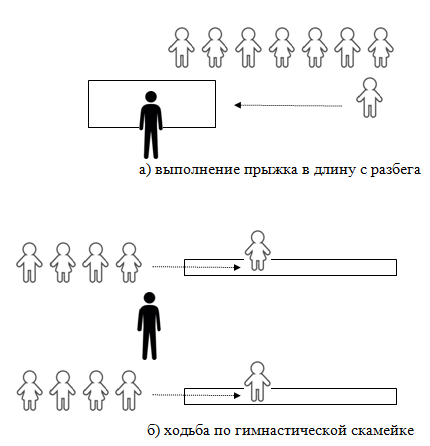 а) выполнение прыжка в длину с разбега
б) ходьба по гимнастической скамейке